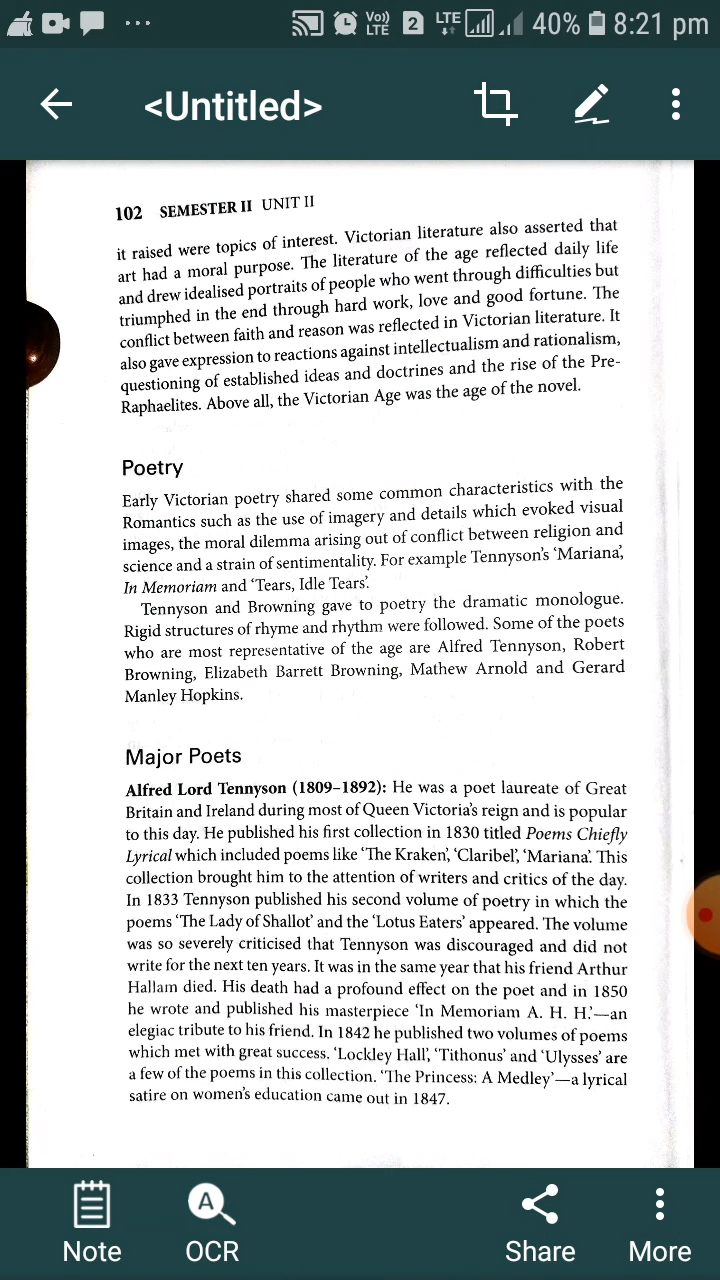 Vo) LTE 2 LTE 40% 8:21 pm
<Untitled>
102 SEMESTER II UNIT II
it raised were topics of interest. Victorian literature also asserted that
art had a moral purpose. The literature of the age reflected daily life
and drew idealised portraits of people who went through difficulties but
triumphed in the end through hard work, love and good fortune. The
conflict between faith and reason was reflected in Victorian literature. It
also gave expression to reactions against intellectualism and rationalism,
questioning of established ideas and doctrines and the rise of the Pre-
Raphaelites. Above all, the Victorian Age was the age of the novel.
Poetry
Early Victorian poetry shared some common characteristics with the
Romantics such as the use of imagery and details which evoked visual
images, the moral dilemma arising out of conflict between religion and
science and a strain of sentimentality. For example Tennyson's 'Mariana',
In Memoriam and 'Tears, Idle Tears'.
Tennyson and Browning gave to poetry the dramatic monologue.
Rigid structures of rhyme and rhythm were followed. Some of the poets
who are most representative of the age are Alfred Tennyson, Robert
Browning, Elizabeth Barrett Browning, Mathew Arnold and Gerard
Manley Hopkins.
Major Poets
Alfred Lord Tennyson (1809–1892): He was a poet laureate of Great
Britain and Ireland during most of Queen Victoria's reign and is popular
to this day. He published his first collection in 1830 titled Poems Chiefly
Lyrical which included poems like 'The Kraken', 'Claribel', 'Mariana'. This
collection brought him to the attention of writers and critics of the day.
In 1833 Tennyson published his second volume of poetry in which the
poems 'The Lady of Shallot' and the 'Lotus Eaters' appeared. The volume
was so severely criticised that Tennyson was discouraged and did not
write for the next ten years. It was in the same year that his friend Arthur
Hallam died. His death had a profound effect on the poet and in 1850
he wrote and published his masterpiece 'In Memoriam A. H. H.'—an
elegiac tribute to his friend. In 1842 he published two volumes of poems
which met with great success. 'Lockley Hall', 'Tithonus' and 'Ulysses' are
a few of the poems in this collection. 'The Princess: A Medley'—a lyrical
satire on women's education came out in 1847.
A
Note OCR Share More